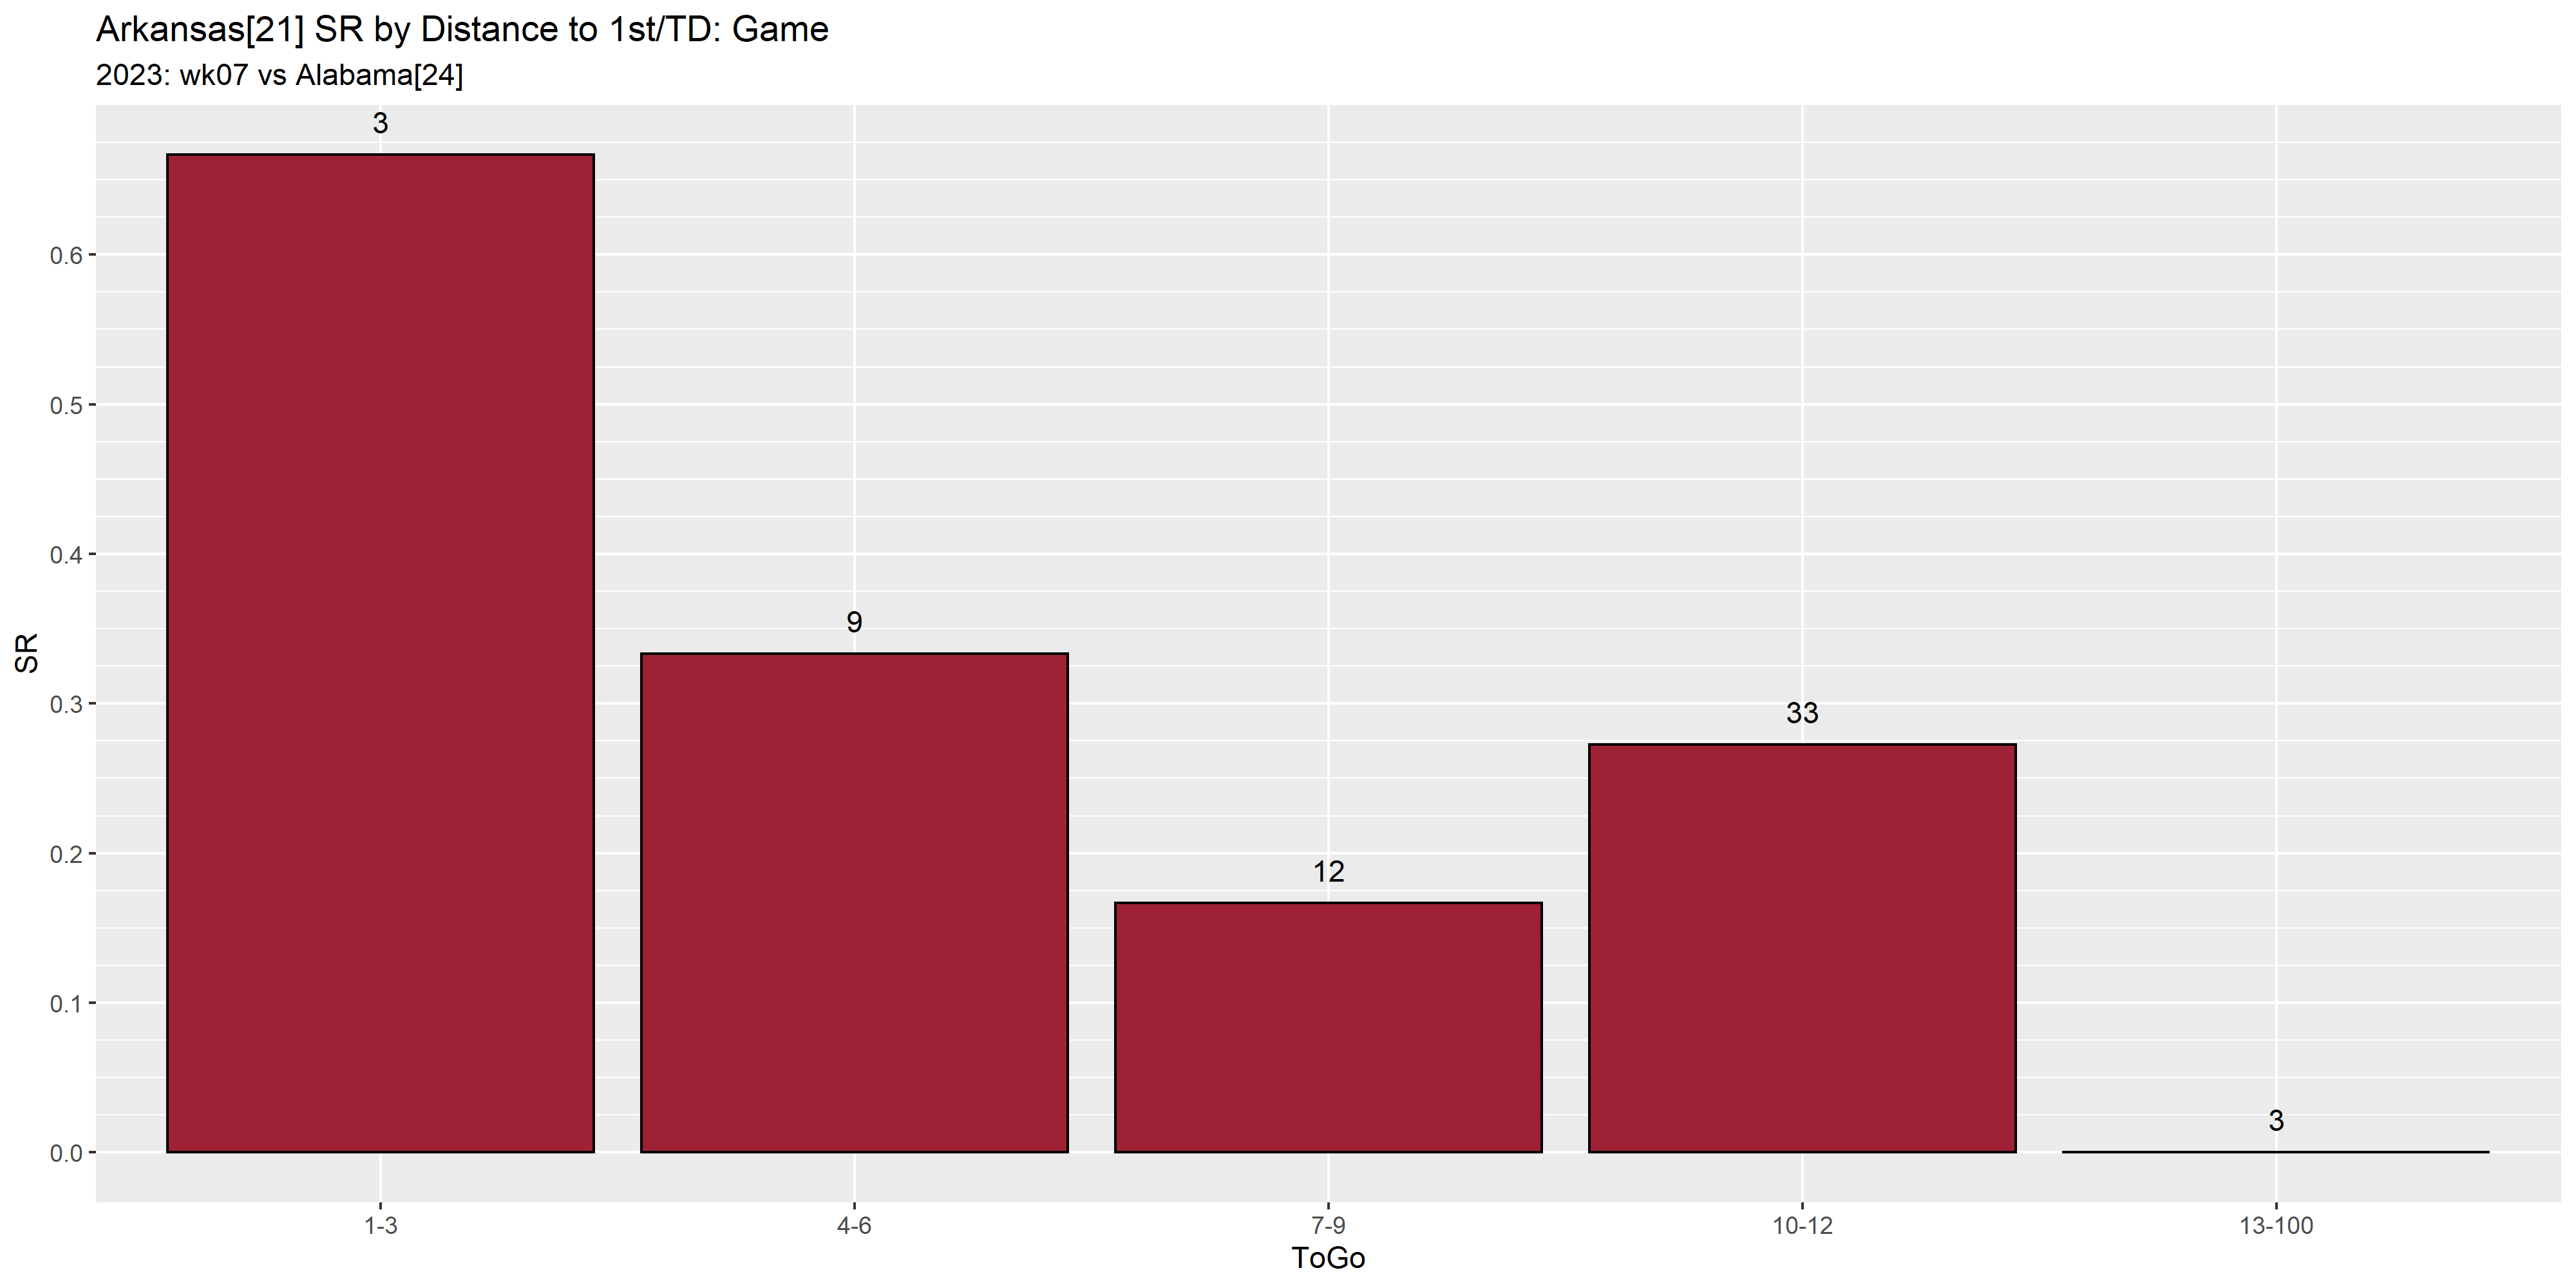 Arkansas[21] SR by Distance to 1st/TD: Game
2023: wk07 vs Alabama[24]
3
0.6
0.5
0.4
9
SR
0.3
33
0.2
12
0.1
3
0.0
1-3 4-6 7-9 10-12 13-100
ToGo